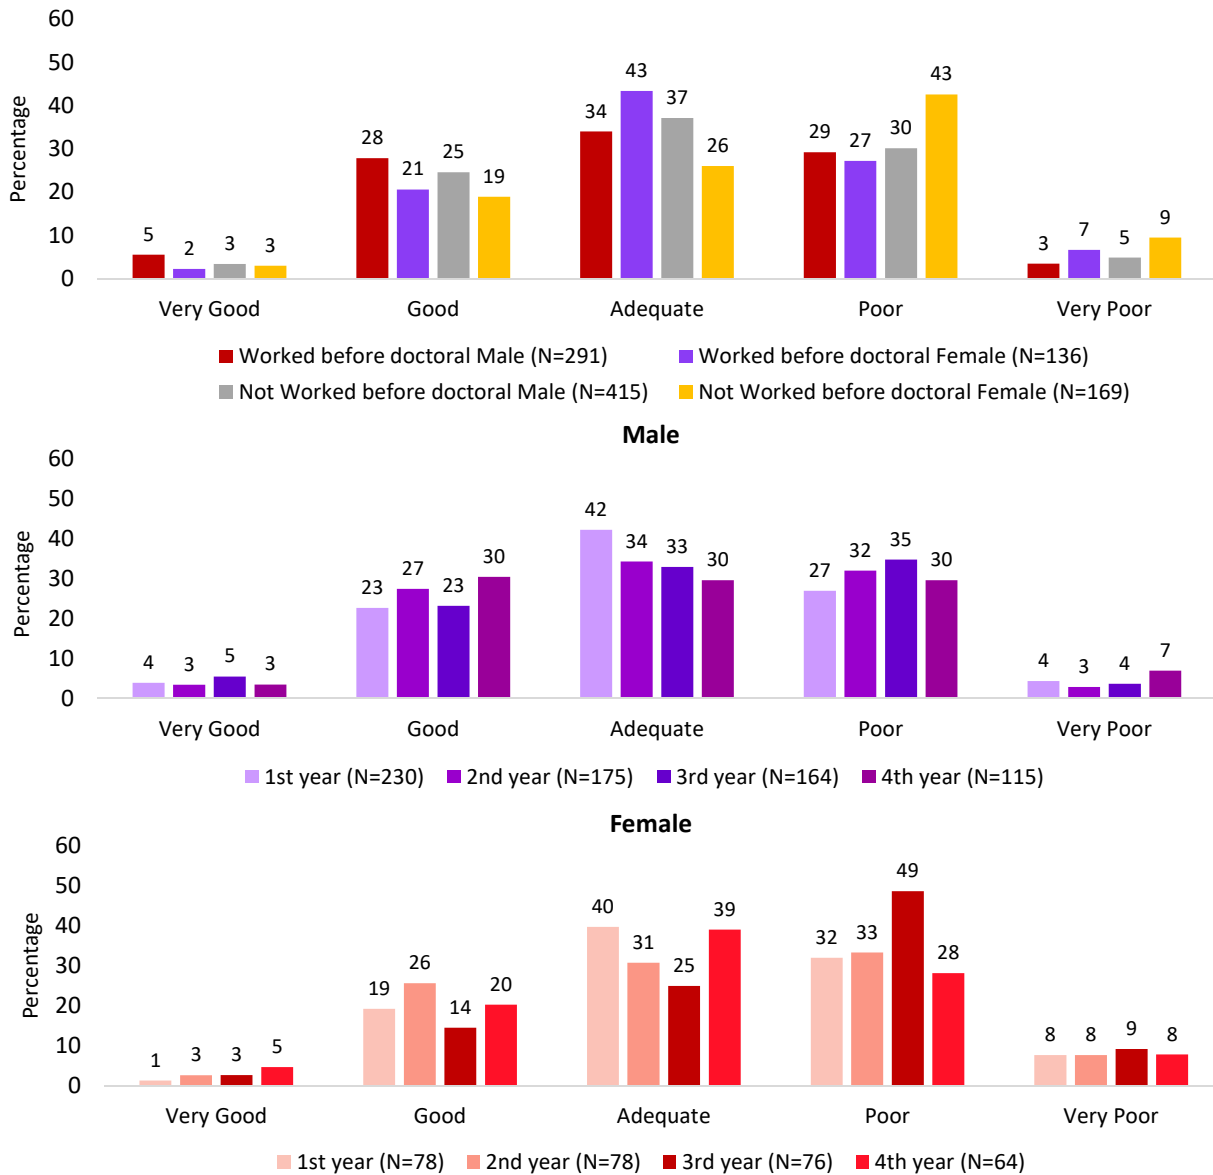 60
50
40
30
20
10
0
Percentage
5 2 3 3
28 21 25 19
34 43 37 26
29 27 30 43
3 7 5 9
Very Good Good Adequate Poor Very Poor
Worked before doctoral Male (N=291) Worked before doctoral Female (N=136)
Not Worked before doctoral Male (N=415) Not Worked before doctoral Female (N=169)
Male
60
50
40
30
20
10
0
Percentage
4 3 5 3
23 27 23 30
42 34 33 30
27 32 35 30
4 3 4 7
Very Good Good Adequate Poor Very Poor
1st year (N=230) 2nd year (N=175) 3rd year (N=164) 4th year (N=115)
Female
60
50
40
30
20
10
0
Percentage
1 3 3 5
19 26 14 20
40 31 25 39
32 33 49 28
8 8 9 8
Very Good Good Adequate Poor Very Poor
1st year (N=78) 2nd year (N=78) 3rd year (N=76) 4th year (N=64)